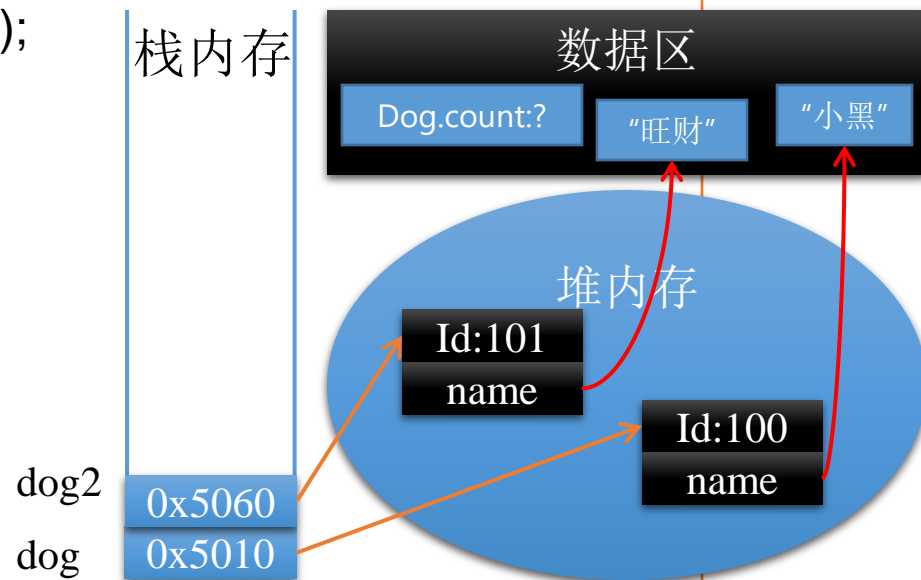 );
栈内存
数据区
Dog.count:?
“旺财”
“小黑”
堆内存
Id:101
name
Id:100
name
dog2
0x5060
dog
0x5010